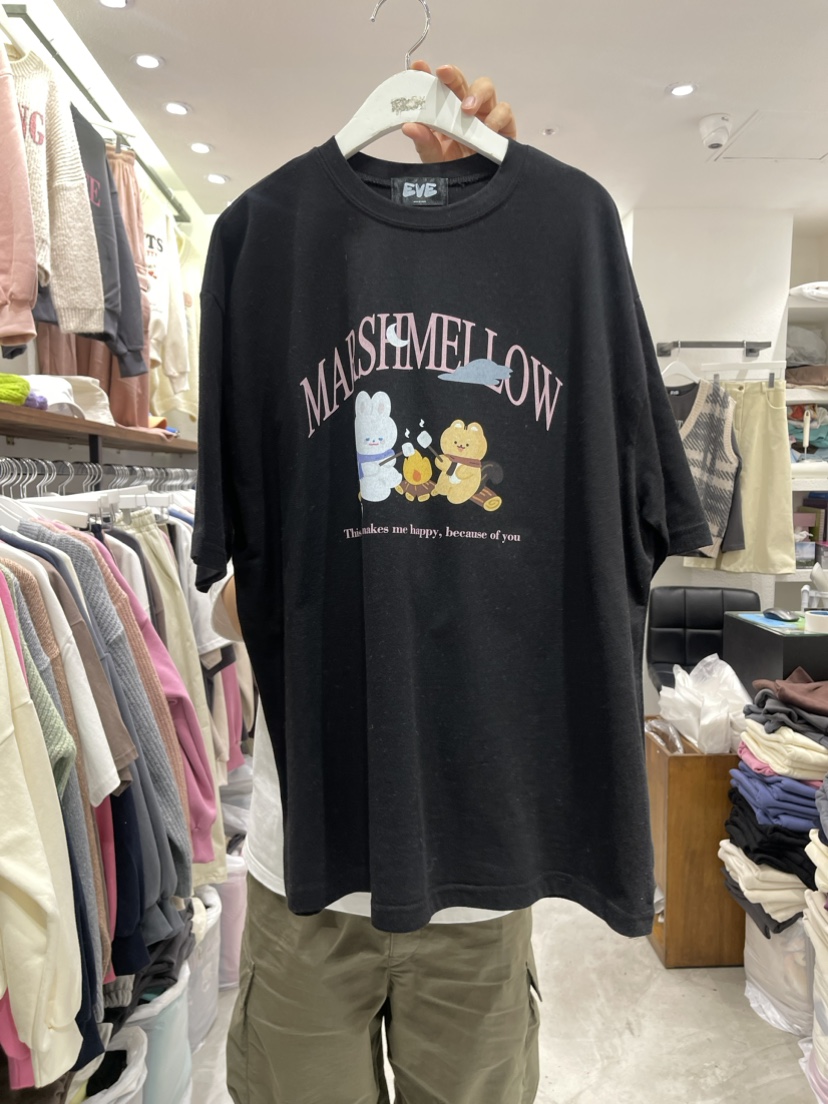 EVE
MARSHMELLOW
This makes me happy, because of you